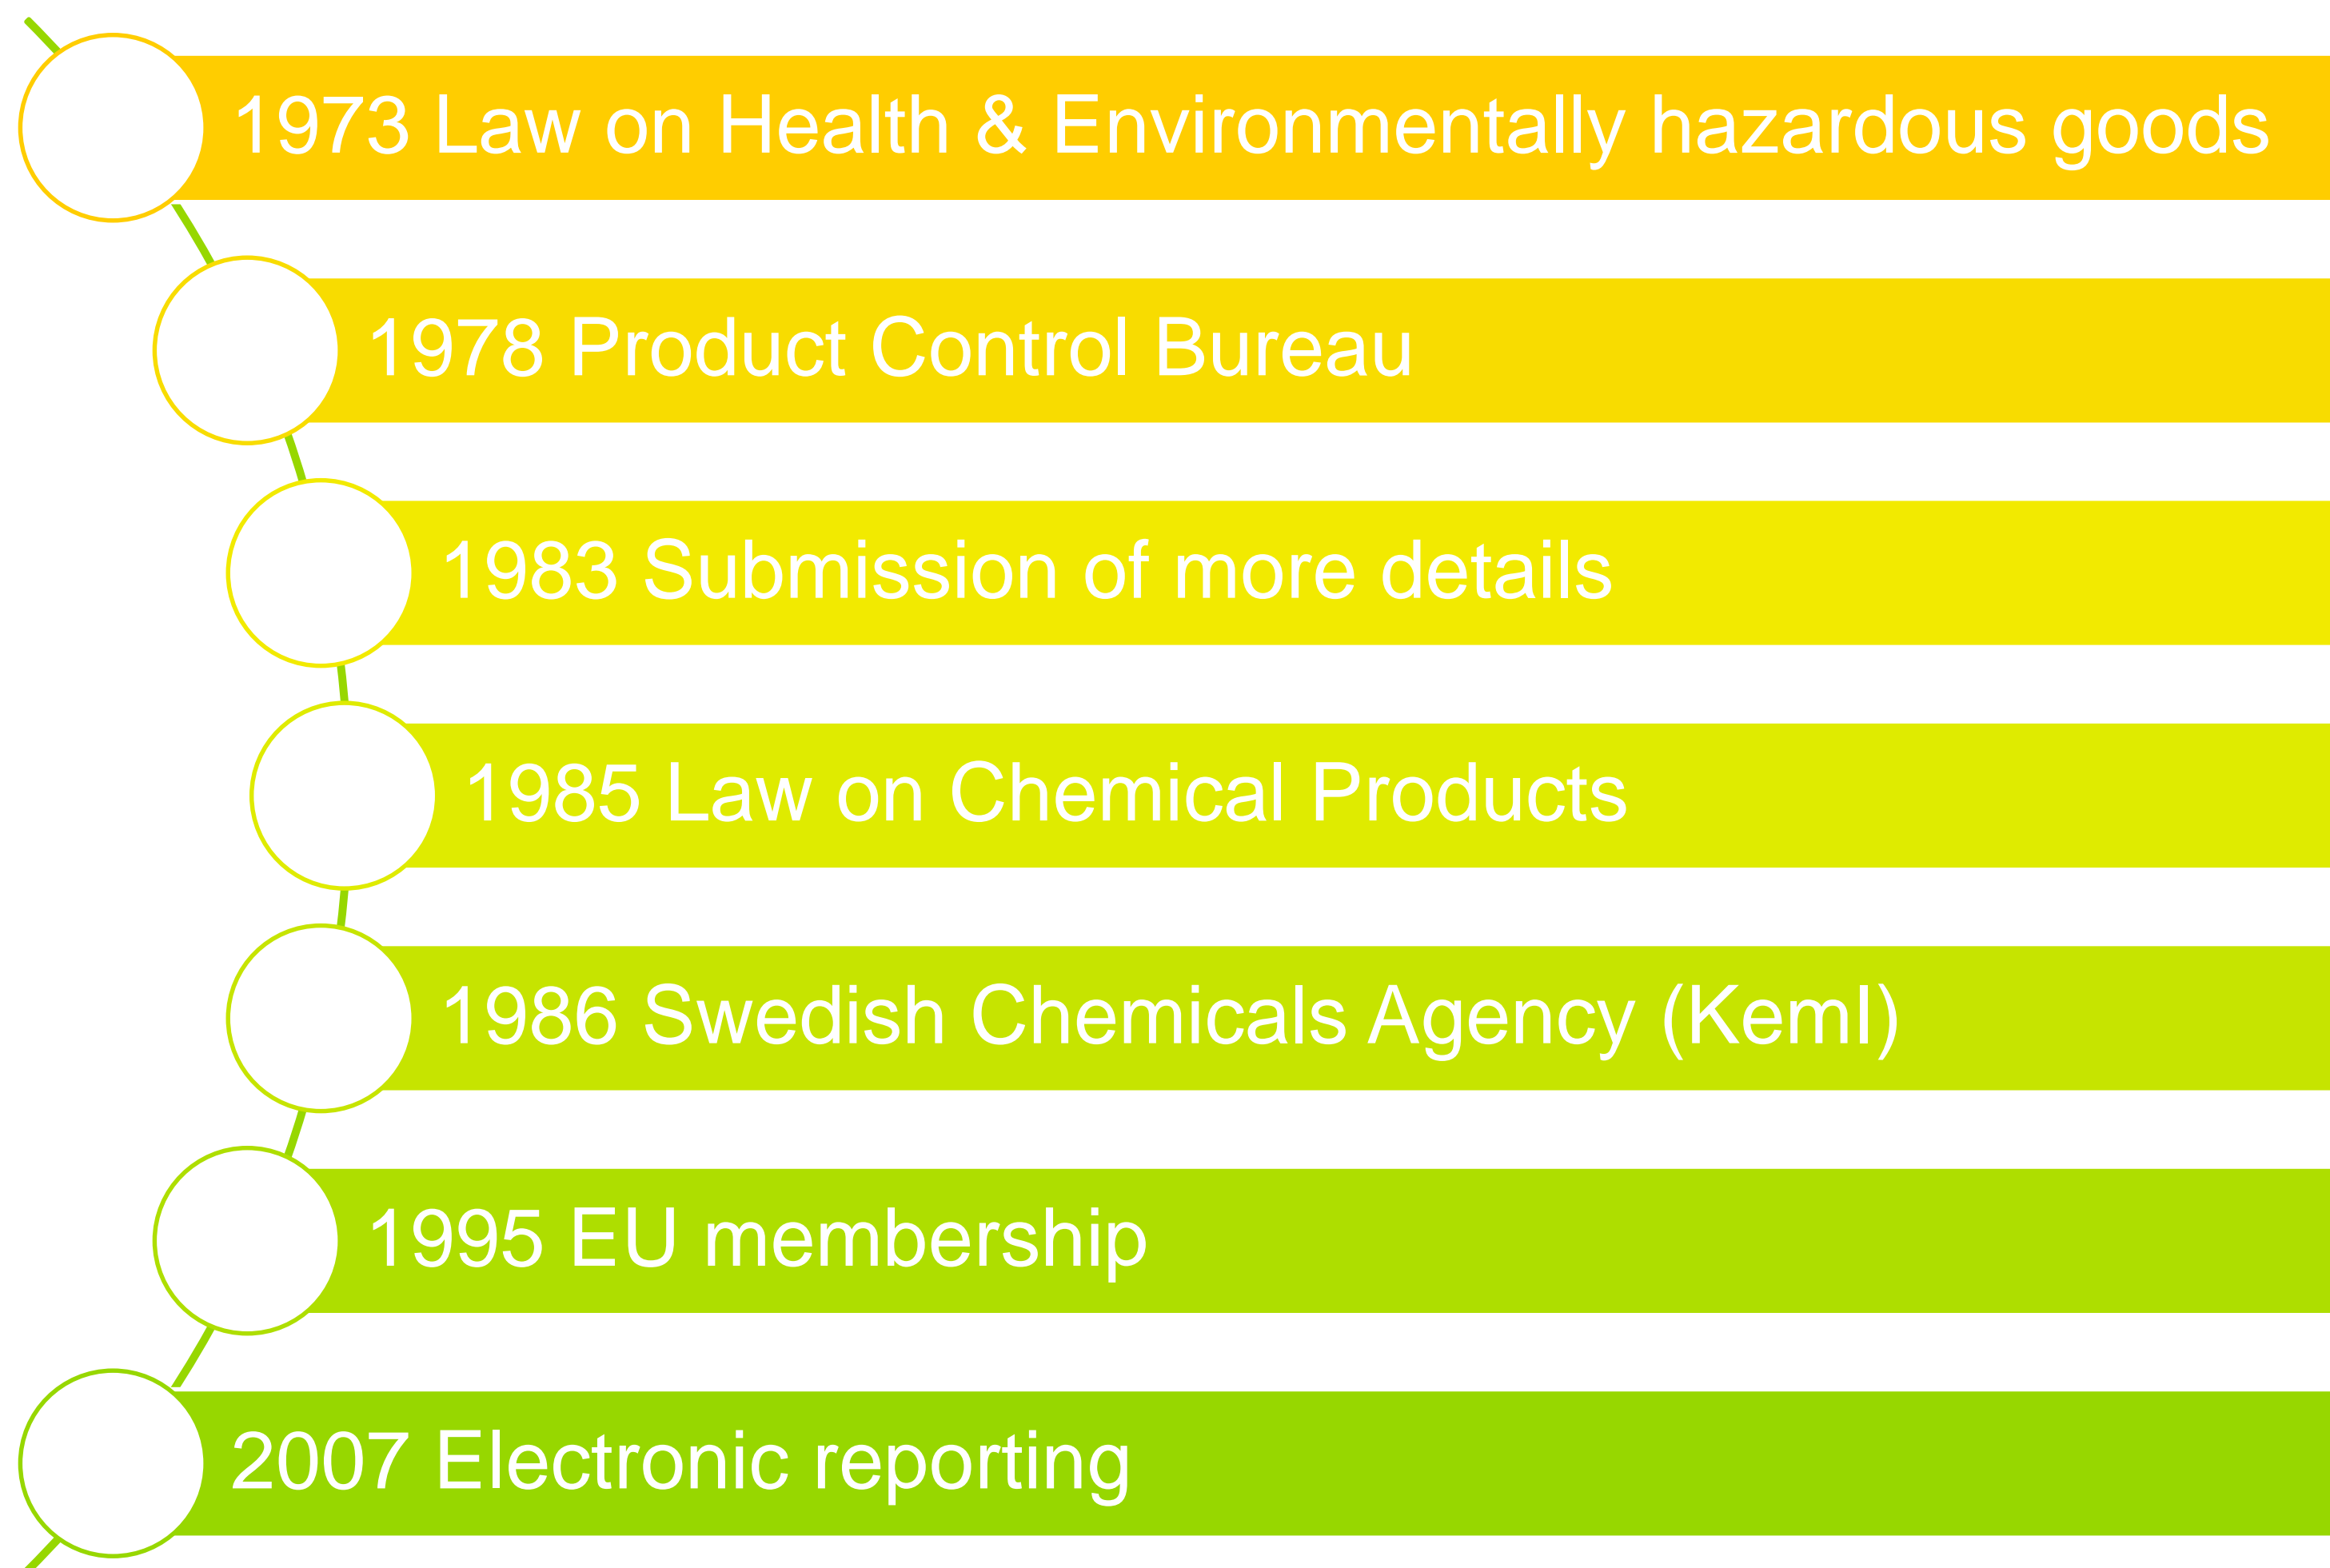 1973 Law on Health & Environmentally hazardous goods
1978 Product Control Bureau
1983 Submission of more details
1985 Law on Chemical Products
1986 Swedish Chemicals Agency (KemI)
1995 EU membership
2007 Electronic reporting